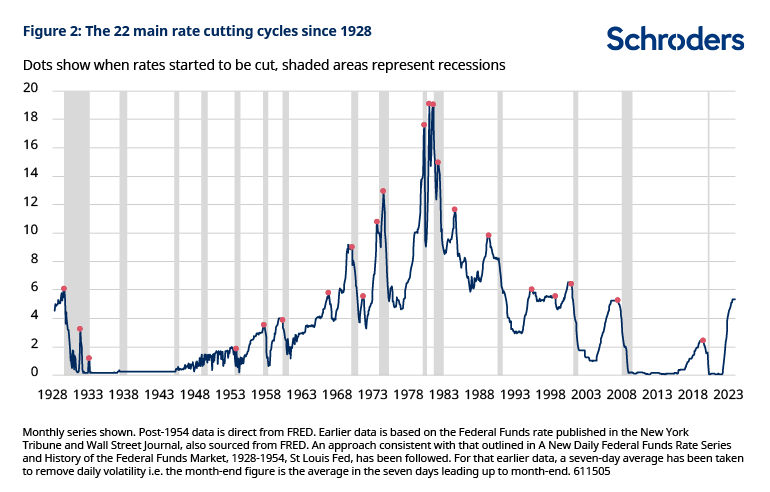 Figure 2: The 22 main rate cutting cycles since 1928
Schroders
Dots show when rates started to be cut, shaded areas represent recessions
20
18
16
14
12
10
8
6
4
2
0
1928 1933 1938 1943 1948 1953 1958 1963 1968 1973 1978 1983 1988 1993 1998 2003 2008 2013 2018 2023
Monthly series shown. Post-1954 data is direct from FRED. Earlier data is based on the Federal Funds rate published in the New York
Tribune and Wall Street Journal, also sourced from FRED. An approach consistent with that outlined in A New Daily Federal Funds Rate Series
and History of the Federal Funds Market, 1928-1954, St Louis Fed, has been followed. For that earlier data, a seven-day average has been taken
to remove daily volatility i.e. the month-end figure is the average in the seven days leading up to month-end. 611505